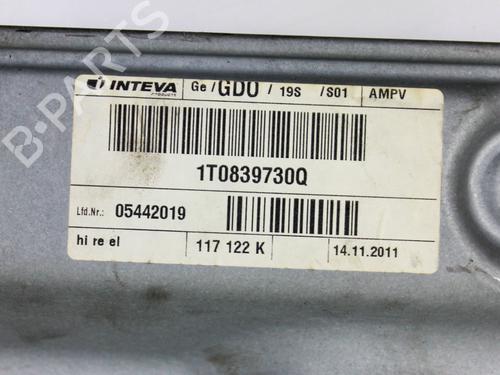 INTEVA PRODUCTS Ge / GDO / 19S / S01 AMPV
1T0839730Q
Lfd.Nr.: 05442019
hi re el 117 122 K 14.11.2011
B-PARTS